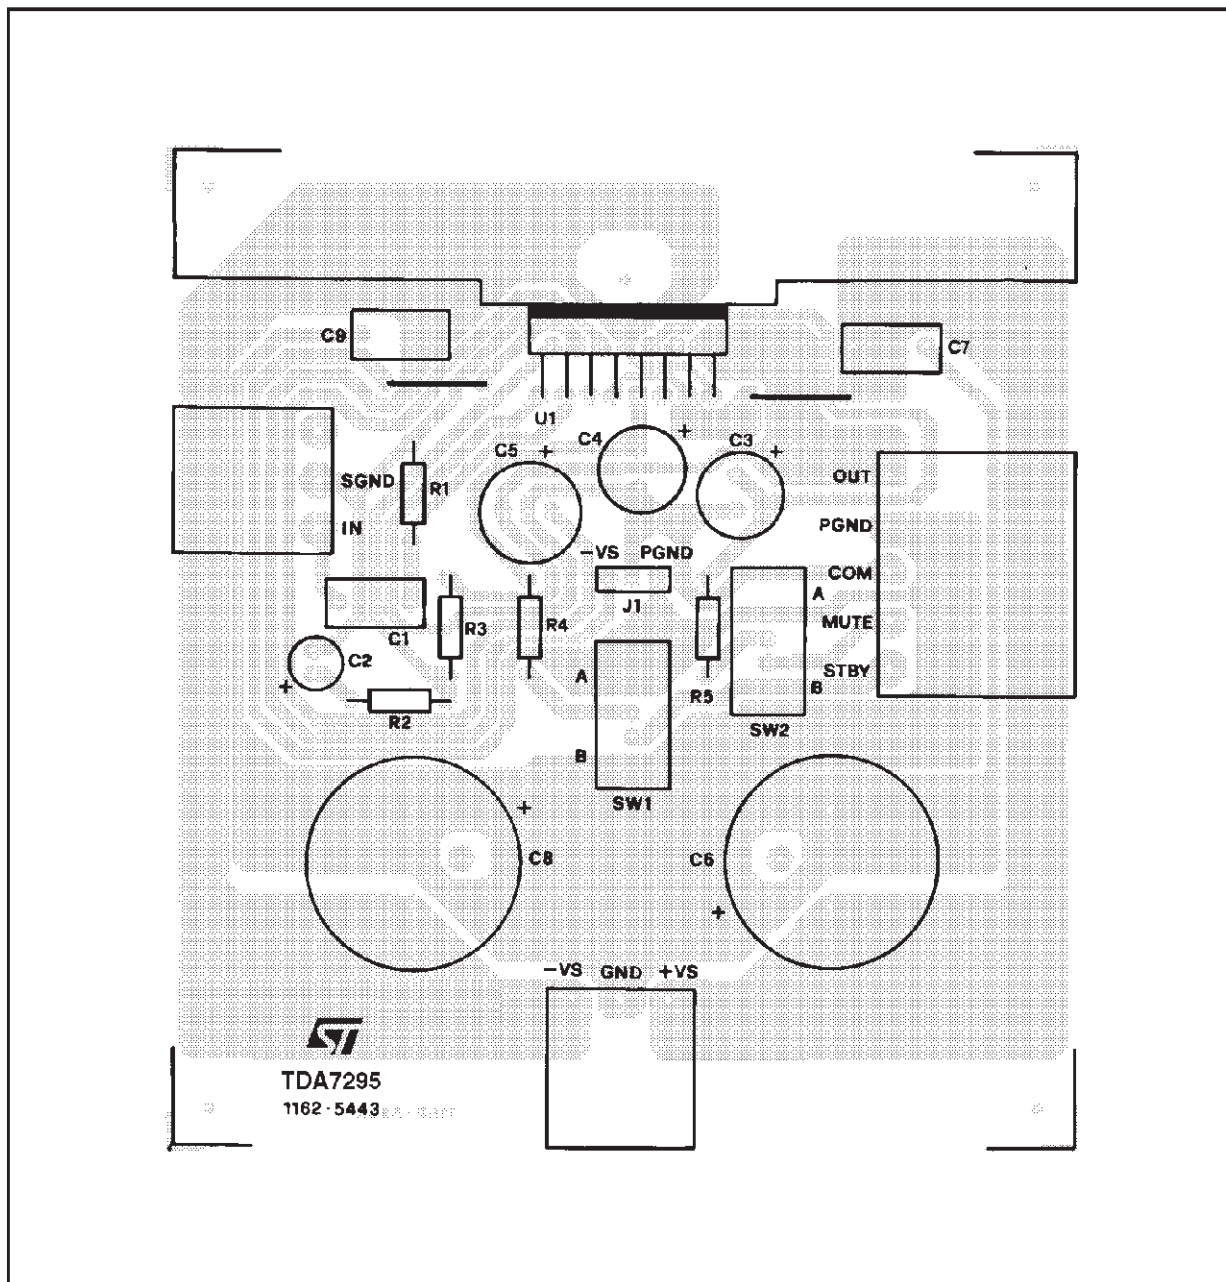 C9
C7
U1
C4
+
C3
+
C5
+
OUT
SGND
R1
IN
PGND
-VS PGND
COM
A
J1
C1
R3
R4
MUTE
C2
+
A
R5
STBY
B
R2
SW2
B
SW1
+
C8
C6
+
-VS GND +VS
ST
TDA7295
1162-5443